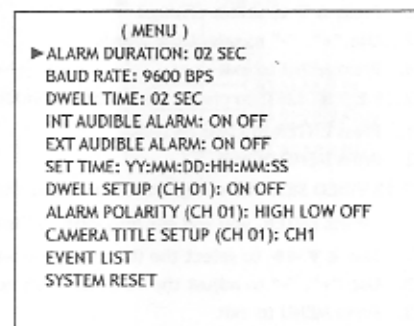 ( MENU )
►ALARM DURATION: 02 SEC
BAUD RATE: 9600 BPS
DWELL TIME: 02 SEC
INT AUDIBLE ALARM: ON OFF
EXT AUDIBLE ALARM: ON OFF
SET TIME: YY:MM:DD:HH:MM:SS
DWELL SETUP (CH 01): ON OFF
ALARM POLARITY (CH 01): HIGH LOW OFF
CAMERA TITLE SETUP (CH 01): CH1
EVENT LIST
SYSTEM RESET